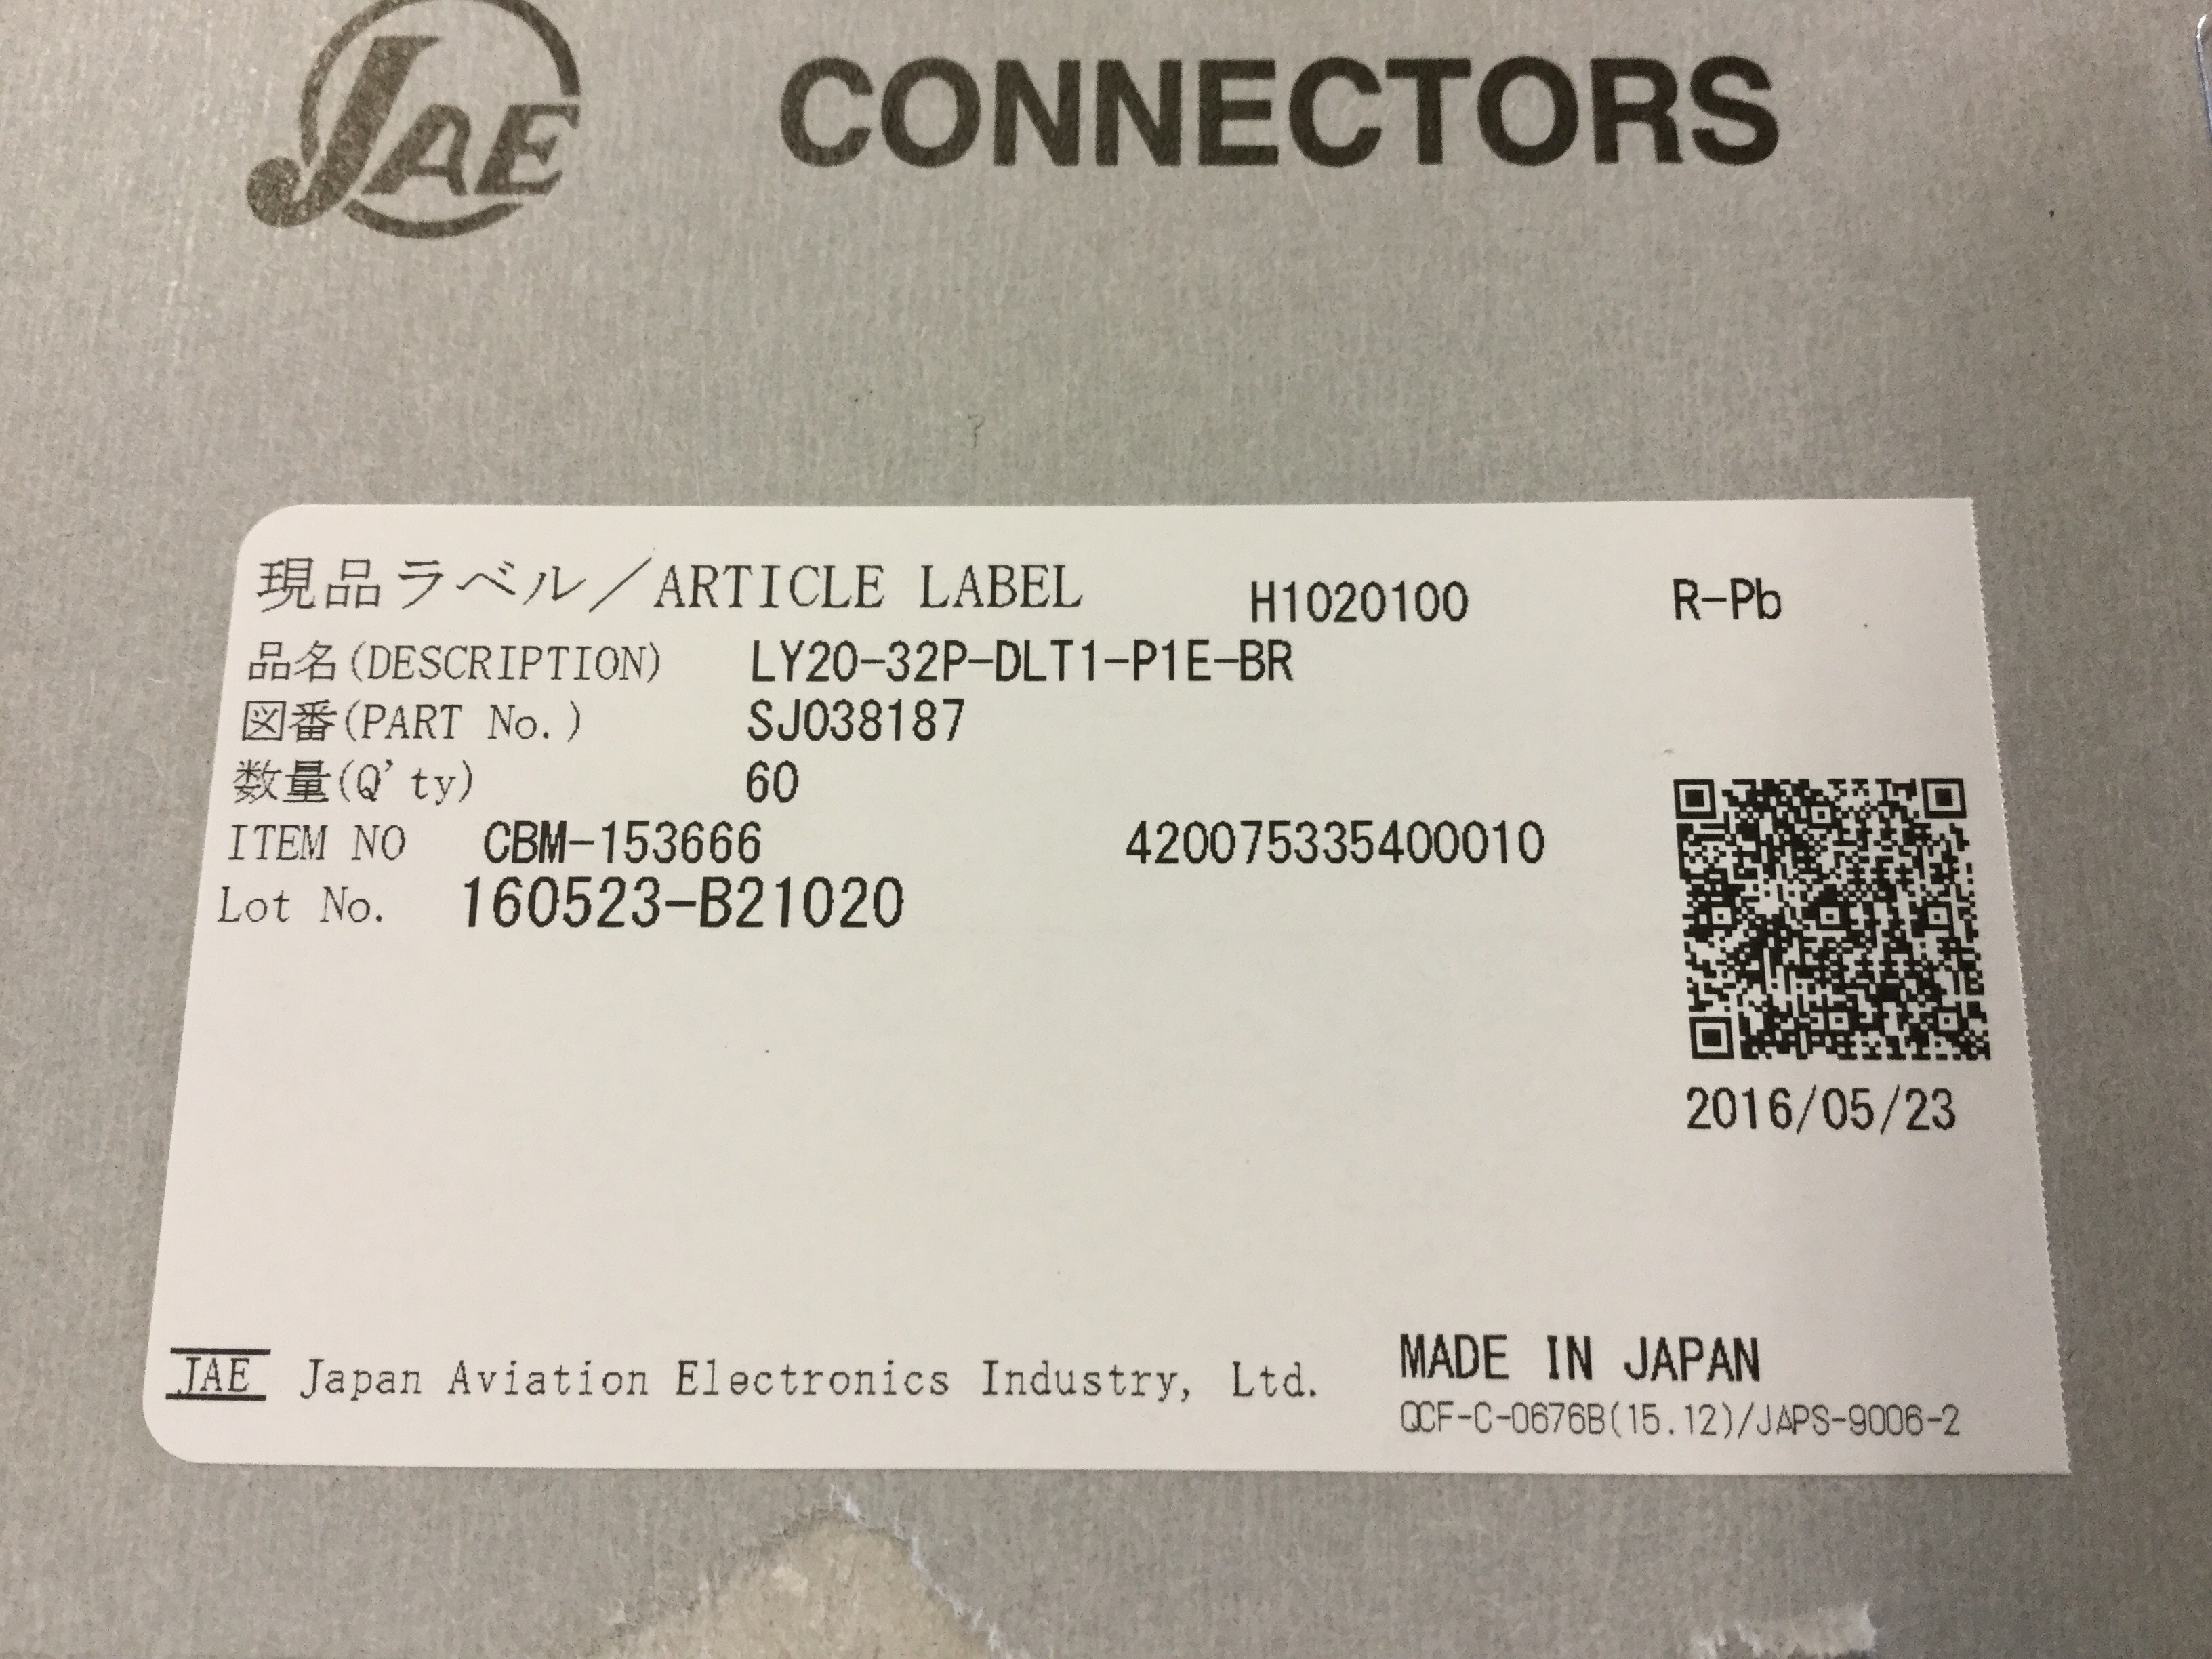 JAE CONNECTORS
現品ラベル／ARTICLE LABEL H1020100 R-Pb
品名(DESCRIPTION) LY20-32P-DLT1-P1E-BR
図番(PART No.) SJ038187
数量(Q'ty) 60
ITEM NO CBM-153666 420075335400010
Lot No. 160523-B21020
2016/05/23
JAE Japan Aviation Electronics Industry, Ltd. MADE IN JAPAN
QCF-C-0676B(15.12)/JAPS-9006-2